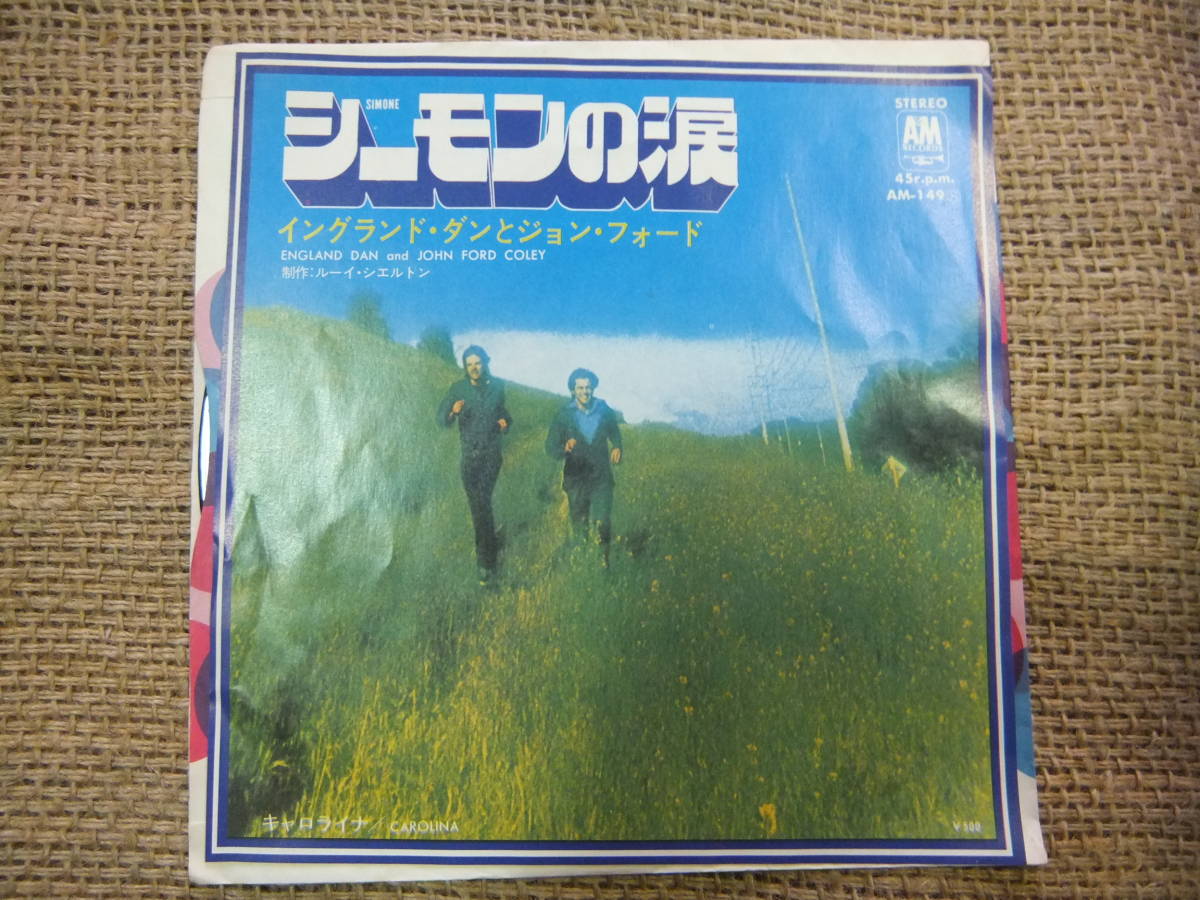 SIMONE
シーモンの涙
イングランド・ダンとジョン・フォード
ENGLAND DAN and JOHN FORD COLEY
制作:ルーイ・シエルトン
STEREO
AM
RECORDS
45r.p.m.
AM-149
キャロライナ/CAROLINA
¥500